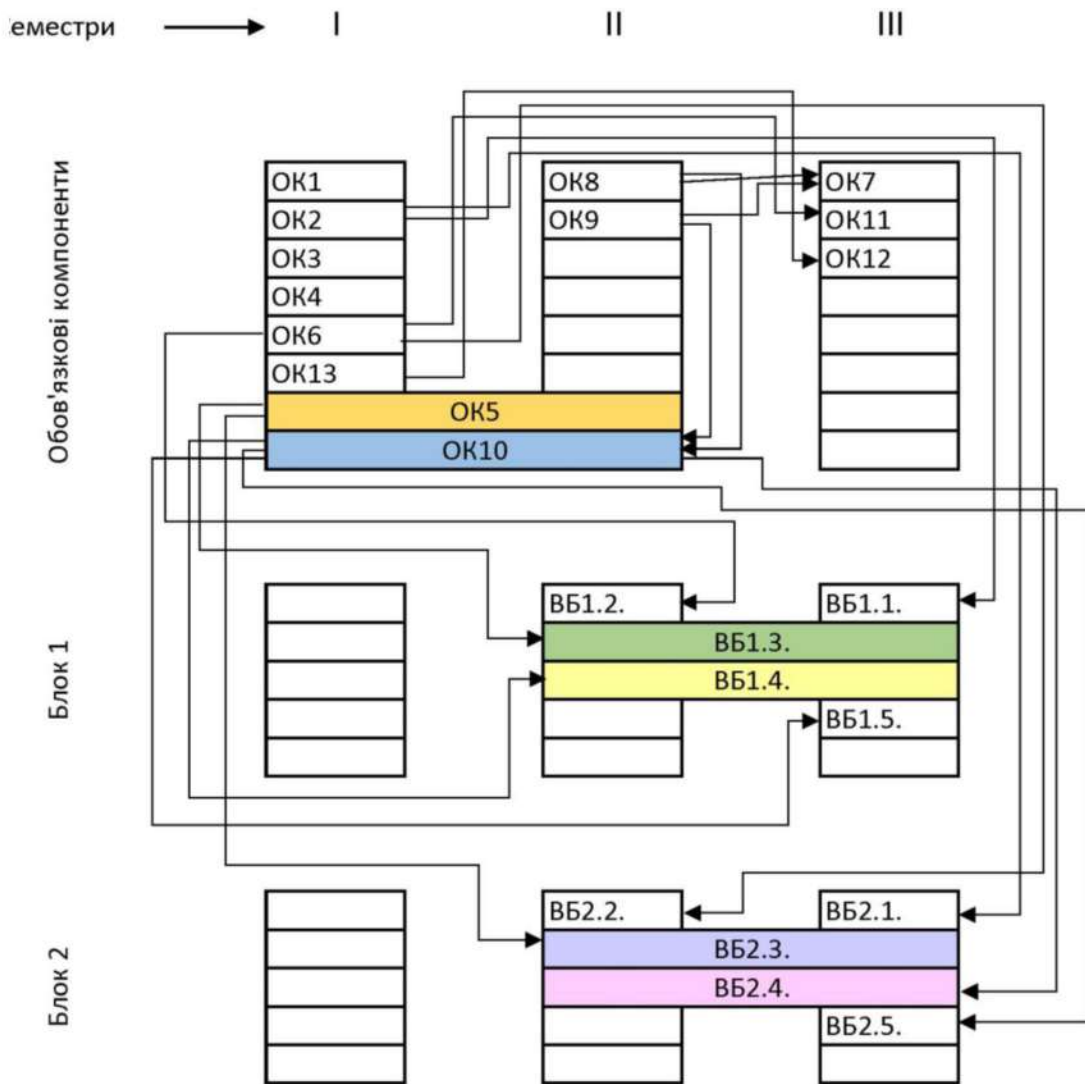 еместри I II III
Обов'язкові компоненти
ОК1 ОК8 ОК7
ОК2 ОК9 ОК11
ОК3 ОК12
ОК4
ОК6
ОК13
ОК5
ОК10
Блок 1
ВБ1.2. ВБ1.1.
ВБ1.3.
ВБ1.4.
ВБ1.5.
Блок 2
ВБ2.2. ВБ2.1.
ВБ2.3.
ВБ2.4.
ВБ2.5.